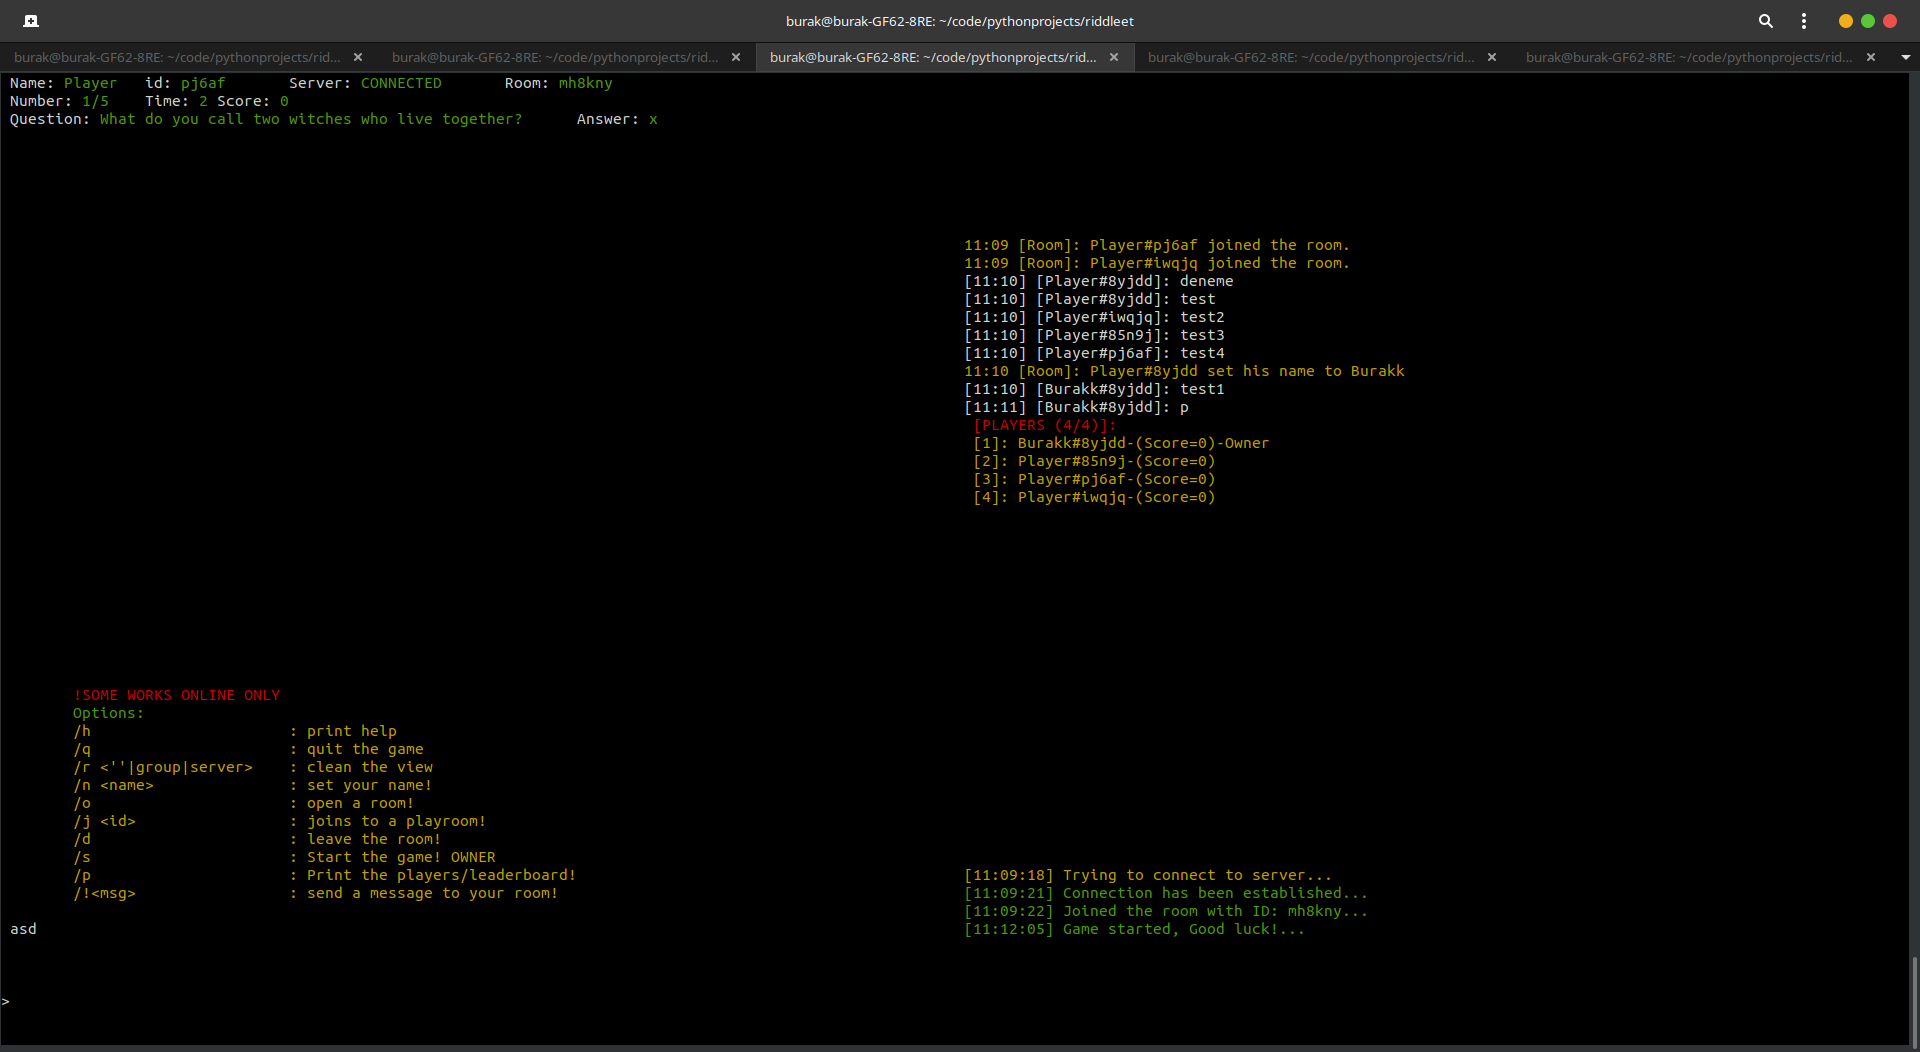 burak@burak-GF62-8RE: ~/code/pythonprojects/riddleet
burak@burak-GF62-8RE: ~/code/pythonprojects/rid... burak@burak-GF62-8RE: ~/code/pythonprojects/rid... burak@burak-GF62-8RE: ~/code/pythonprojects/rid... burak@burak-GF62-8RE: ~/code/pythonprojects/rid... burak@burak-GF62-8RE: ~/code/pythonprojects/rid...
Name: Player id: pj6af Server: CONNECTED Room: mh8kny
Number: 1/5 Time: 2 Score: 0
Question: What do you call two witches who live together? Answer: x
11:09 [Room]: Player#pj6af joined the room.
11:09 [Room]: Player#iwqjq joined the room.
[11:10] [Player#8yjdd]: deneme
[11:10] [Player#8yjdd]: test
[11:10] [Player#iwqjq]: test2
[11:10] [Player#85n9j]: test3
[11:10] [Player#pj6af]: test4
11:10 [Room]: Player#8yjdd set his name to Burakk
[11:10] [Burakk#8yjdd]: test1
[11:11] [Burakk#8yjdd]: p
[PLAYERS (4/4)]:
[1]: Burakk#8yjdd-(Score=0)-Owner
[2]: Player#85n9j-(Score=0)
[3]: Player#pj6af-(Score=0)
[4]: Player#iwqjq-(Score=0)
!SOME WORKS ONLINE ONLY
Options:
/h : print help
/q : quit the game
/r <''|group|server> : clean the view
/n <name> : set your name!
/o : open a room!
/j <id> : joins to a playroom!
/d : leave the room!
/s : Start the game! OWNER
/p : Print the players/leaderboard!
/!<msg> : send a message to your room!
[11:09:18] Trying to connect to server...
[11:09:21] Connection has been established...
[11:09:22] Joined the room with ID: mh8kny...
[11:12:05] Game started, Good luck!...
asd
>